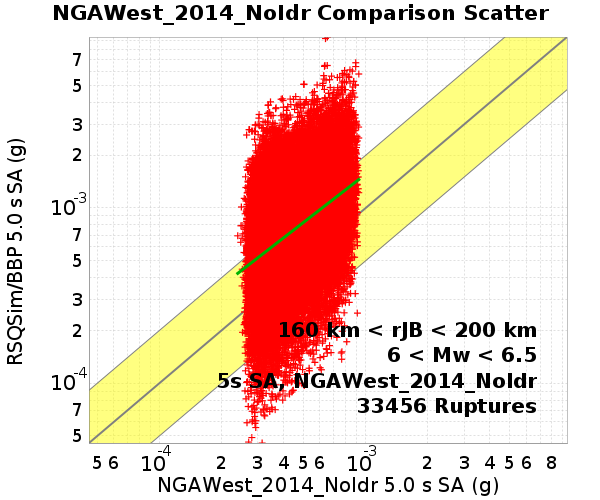 NGAWest_2014_NoIdr Comparison Scatter
RSQSim/BBP 5.0 s SA (g)
7
5
3
2
10-3
7
5
3
2
10-4
7
5
160 km < rJB < 200 km
6 < Mw < 6.5
5s SA, NGAWest_2014_NoIdr
33456 Ruptures
5 6 10-4 2 3 4 5 6 10-3 2 3 4 5 6 8
NGAWest_2014_NoIdr 5.0 s SA (g)